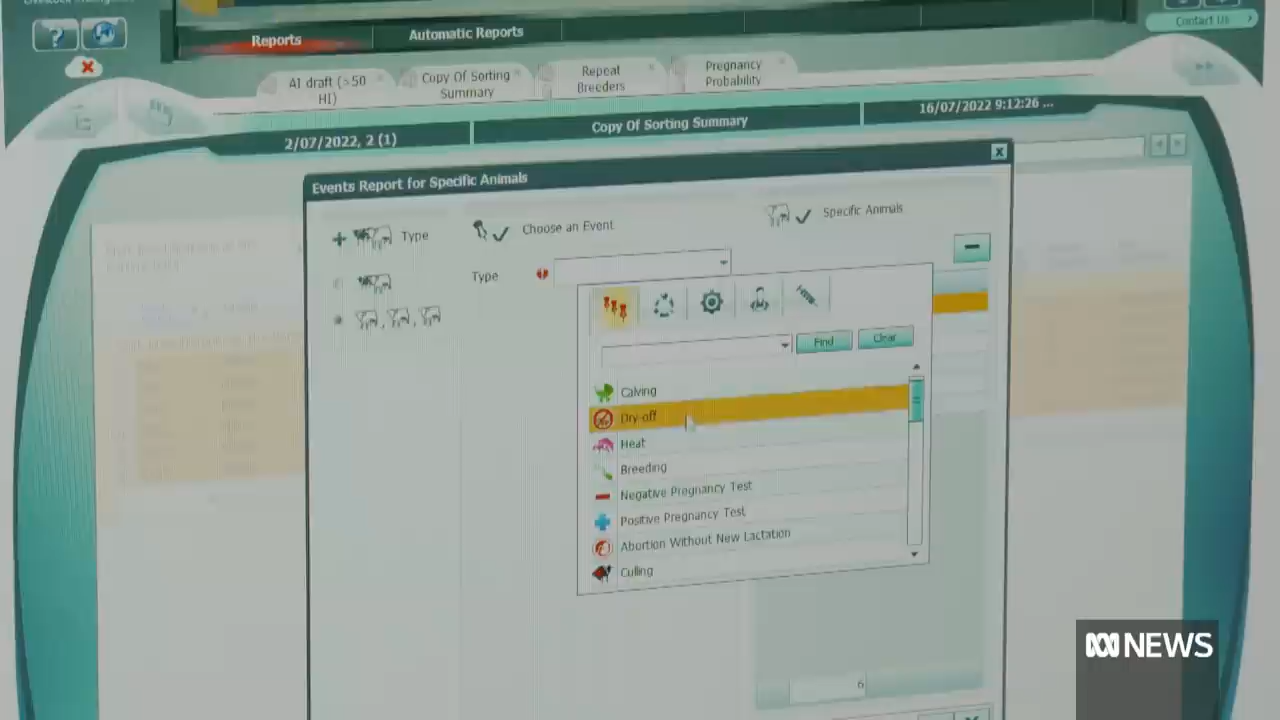 Contact Us
Reports
Automatic Reports
AI draft (>50
HI)
Copy Of Sorting
Summary
Repeat
Breeders
Pregnancy
Probability
2/07/2022, 2 (1)
Copy Of Sorting Summary
16/07/2022 9:12:26 ...
Events Report for Specific Animals
Type
Choose an Event
Specific Animals
Type
Find
Clear
Calving
Dry-off
Heat
Breeding
Negative Pregnancy Test
Positive Pregnancy Test
Abortion Without New Lactation
Culling
6
NEWS